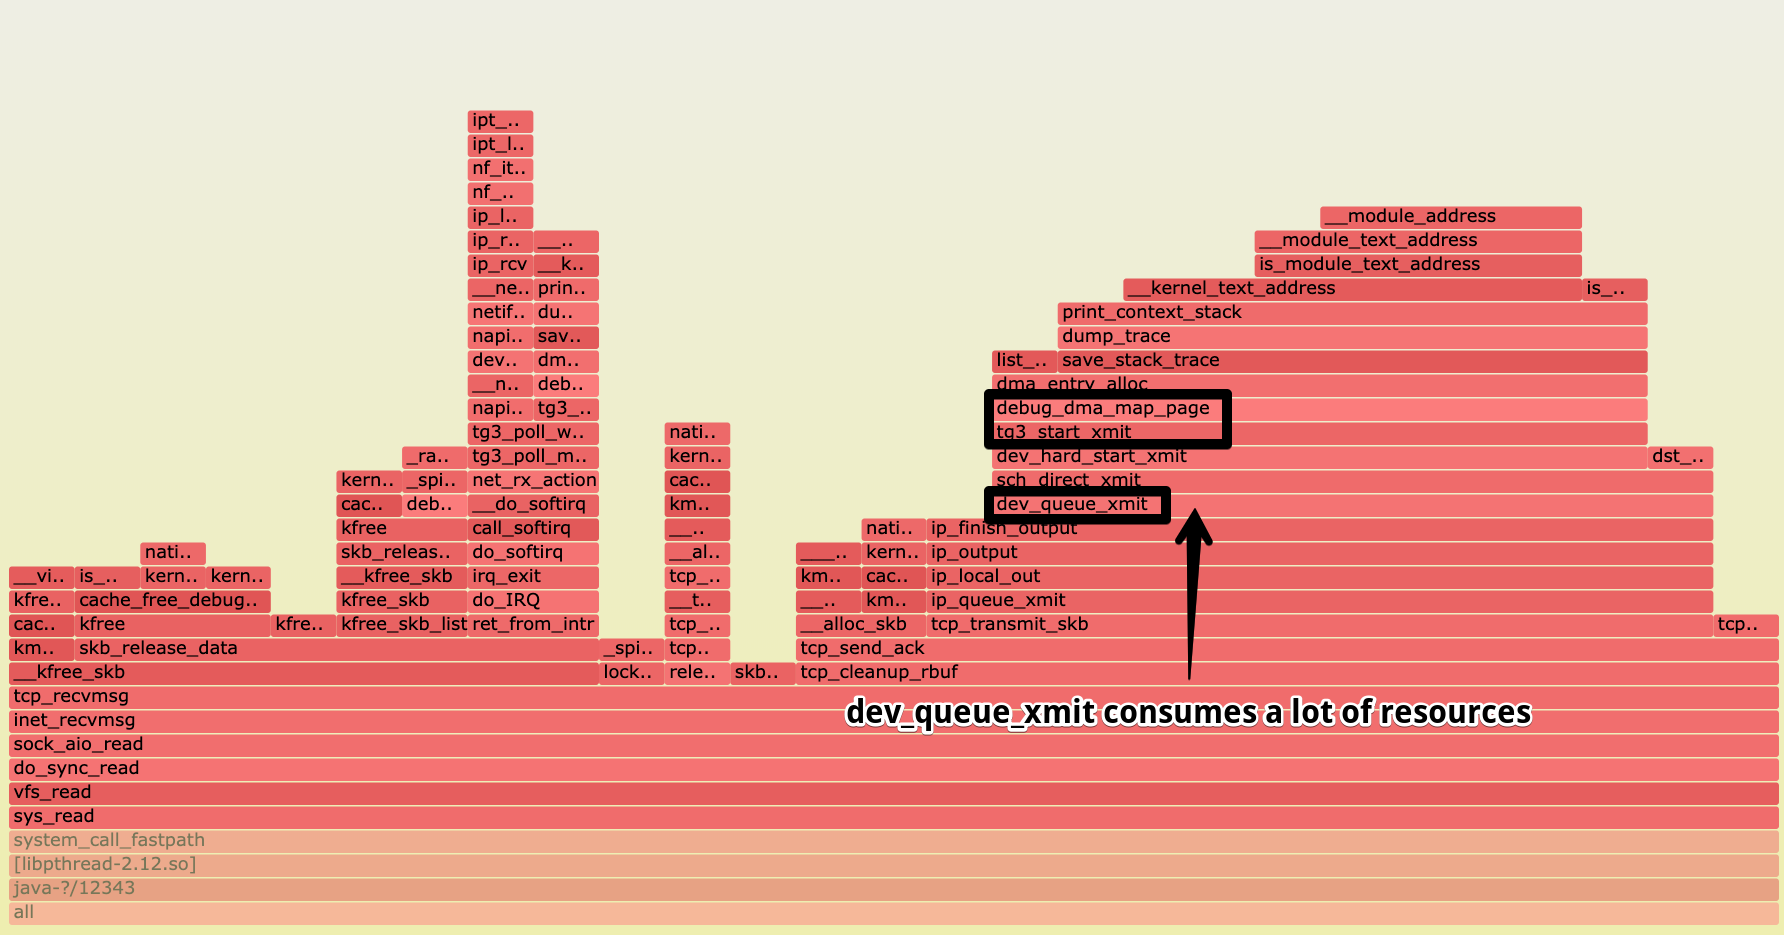 ipt_..
ipt_l..
nf_it..
nf_..
ip_l.. ___module_address
ip_r.. ___.. __module_text_address
ip_rcv __k.. is_module_text_address
__ne.. prin.. __kernel_text_address is_..
netif.. du.. print_context_stack
napi.. sav.. dump_trace
dev.. dm.. list_.. save_stack_trace
__n.. deb.. dma_entry_alloc
napi.. tg3_.. debug_dma_map_page
tg3_poll_w.. nati.. tg3_start_xmit
_ra.. tg3_poll_m.. kern.. dev_hard_start_xmit dst_..
kern.. _spi.. net_rx_action cac.. sch_direct_xmit
cac.. deb.. __do_softirq km.. dev_queue_xmit
kfree call_softirq __.. nati.. ip_finish_output
nati.. skb_releas.. do_softirq __al.. ____.. kern.. ip_output
__vi.. is_.. kern.. kern.. __kfree_skb irq_exit tcp_.. km.. cac.. ip_local_out
kfre.. cache_free_debug.. kfree_skb do_IRQ __t.. __.. km.. ip_queue_xmit
cac.. kfree kfre.. kfree_skb_list ret_from_intr tcp_.. __alloc_skb tcp_transmit_skb tcp..
km.. skb_release_data _spi.. tcp.. tcp_send_ack
__kfree_skb lock.. rele.. skb.. tcp_cleanup_rbuf
tcp_recvmsg
dev_queue_xmit consumes a lot of resources
inet_recvmsg
sock_aio_read
do_sync_read
vfs_read
sys_read
system_call_fastpath
[libpthread-2.12.so]
java-?/12343
all